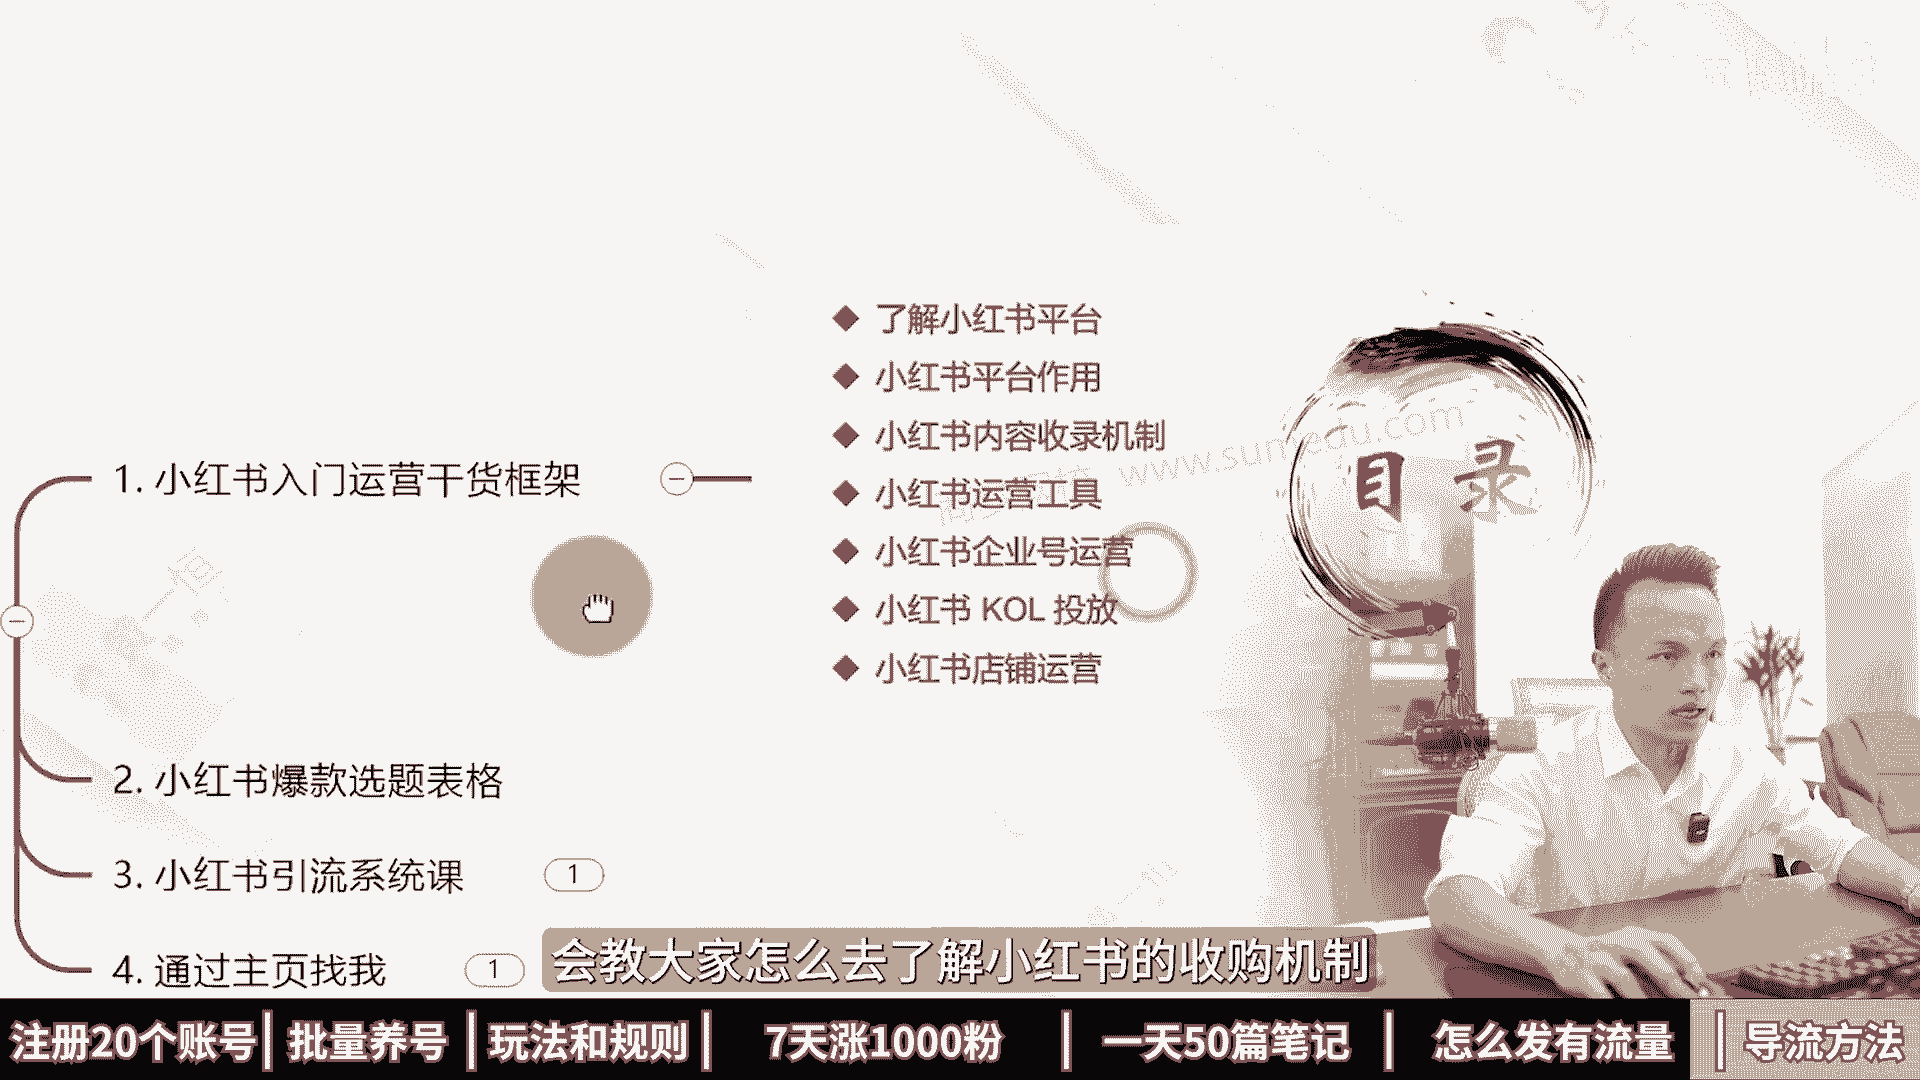 了解小红书平台
小红书平台作用
小红书内容收录机制
小红书运营工具
小红书企业号运营
小红书 KOL 投放
小红书店铺运营
www.sumedu.com
目录
1. 小红书入门运营干货框架
2. 小红书爆款选题表格
3. 小红书引流系统课
1
4. 通过主页找我
1
会教大家怎么去了解小红书的收购机制
注册20个账号 | 批量养号 | 玩法和规则 | 7天涨1000粉 | 一天50篇笔记 | 怎么发有流量 | 导流方法